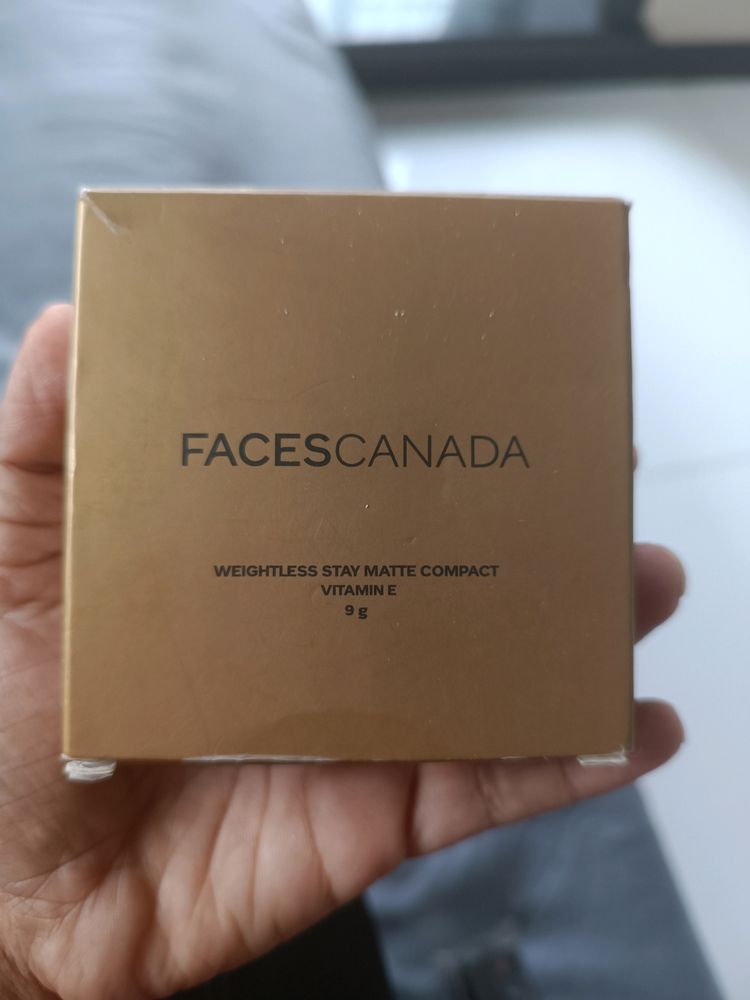 FACESCANADA
WEIGHTLESS STAY MATTE COMPACT
VITAMIN E
9 g